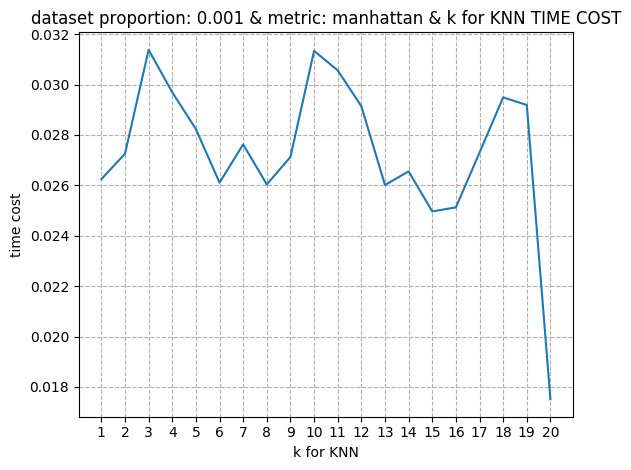 dataset proportion: 0.001 & metric: manhattan & k for KNN TIME COST
0.032
0.030
0.028
0.026
0.024
0.022
0.020
0.018
time cost
1 2 3 4 5 6 7 8 9 10 11 12 13 14 15 16 17 18 19 20
k for KNN